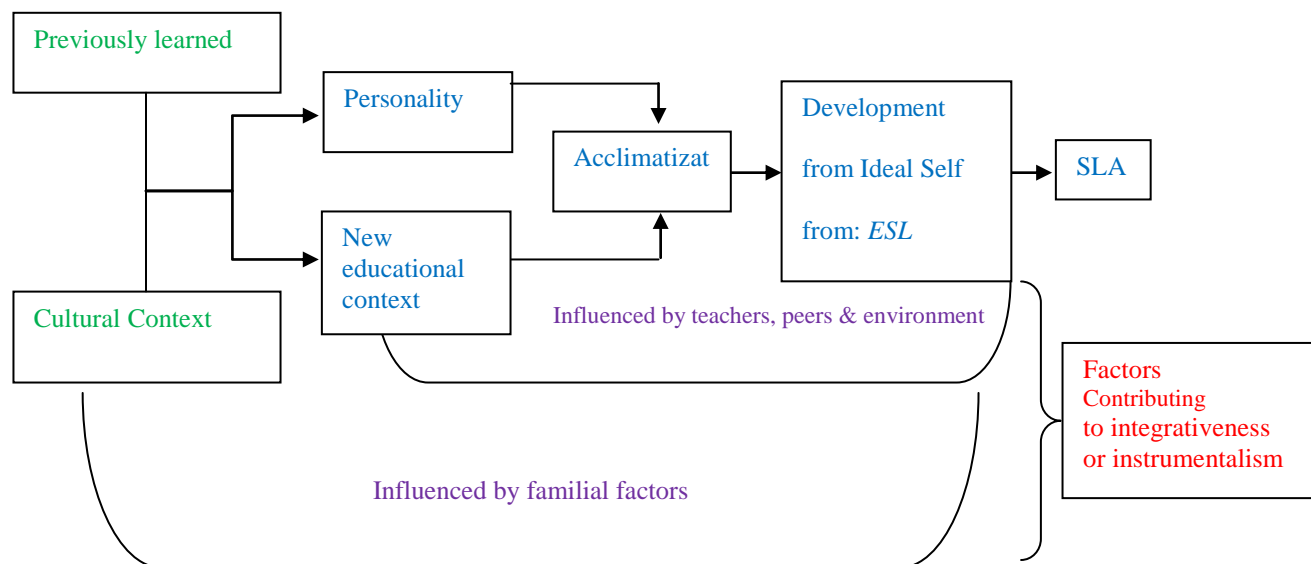 Previously learned
Personality
Acclimatizat
Development
from Ideal Self
from: ESL
SLA
New
educational
context
Cultural Context
Influenced by teachers, peers & environment
Factors
Contributing
to integrativeness
or instrumentalism
Influenced by familial factors